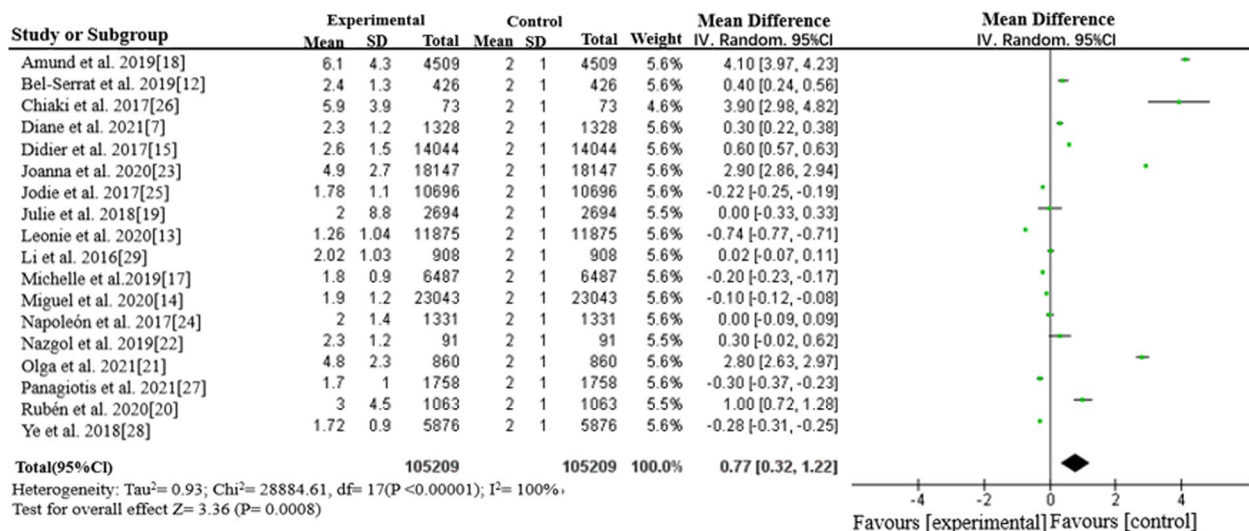 Experimental Control Mean Difference Mean Difference
Study or Subgroup Mean SD Total Mean SD Total Weight IV. Random. 95%CI IV. Random. 95%CI
Amund et al. 2019[18] 6.1 4.3 4509 2 1 4509 5.6% 4.10 [3.97, 4.23]
Bel-Serrat et al. 2019[12] 2.4 1.3 426 2 1 426 5.6% 0.40 [0.24, 0.56]
Chiaki et al. 2017[26] 5.9 3.9 73 2 1 73 4.6% 3.90 [2.98, 4.82]
Diane et al. 2021[7] 2.3 1.2 1328 2 1 1328 5.6% 0.30 [0.22, 0.38]
Didier et al. 2017[15] 2.6 1.5 14044 2 1 14044 5.6% 0.60 [0.57, 0.63]
Joanna et al. 2020[23] 4.9 2.7 18147 2 1 18147 5.6% 2.90 [2.86, 2.94]
Jodie et al. 2017[25] 1.78 1.1 10696 2 1 10696 5.6% -0.22 [-0.25, -0.19]
Julie et al. 2018[19] 2 8.8 2694 2 1 2694 5.5% 0.00 [-0.33, 0.33]
Leonie et al. 2020[13] 1.26 1.04 11875 2 1 11875 5.6% -0.74 [-0.77, -0.71]
Li et al. 2016[29] 2.02 1.03 908 2 1 908 5.6% 0.02 [-0.07, 0.11]
Michelle et al.2019[17] 1.8 0.9 6487 2 1 6487 5.6% -0.20 [-0.23, -0.17]
Miguel et al. 2020[14] 1.9 1.2 23043 2 1 23043 5.6% -0.10 [-0.12, -0.08]
Napoleón et al. 2017[24] 2 1.4 1331 2 1 1331 5.6% 0.00 [-0.09, 0.09]
Nazgol et al. 2019[22] 2.3 1.2 91 2 1 91 5.6% 0.30 [-0.02, 0.62]
Olga et al. 2021[21] 4.8 2.3 860 2 1 860 5.6% 2.80 [2.63, 2.97]
Panagiotis et al. 2021[27] 1.7 1 1758 2 1 1758 5.6% -0.30 [-0.37, -0.23]
Rubén et al. 2020[20] 3 4.5 1063 2 1 1063 5.5% 1.00 [0.72, 1.28]
Ye et al. 2018[28] 1.72 0.9 5876 2 1 5876 5.6% -0.28 [-0.31, -0.25]
Total(95%CI) 105209 105209 100.0% 0.77 [0.32, 1.22]
Heterogeneity: Tau²= 0.93; Chi²= 28884.61, df= 17(P <0.00001); I²= 100%
Test for overall effect Z= 3.36 (P= 0.0008)
-4 -2 0 2 4
Favours [experimental] Favours [control]